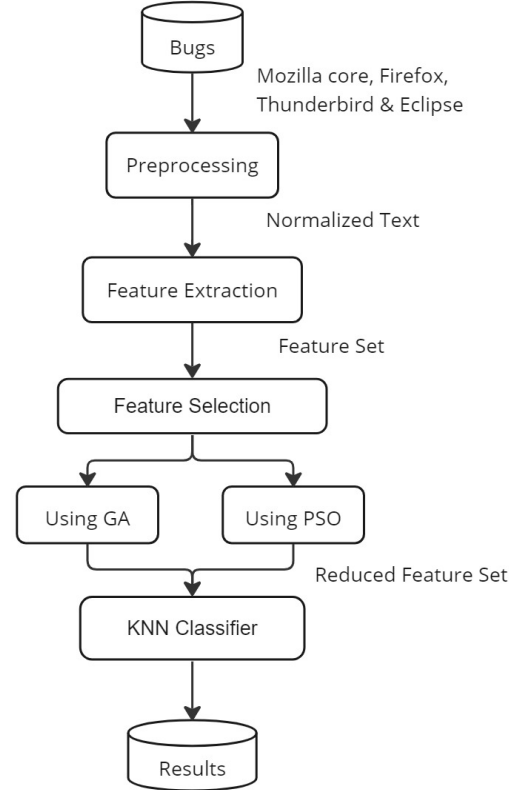 Bugs
Mozilla core, Firefox,
Thunderbird & Eclipse
Preprocessing
Normalized Text
Feature Extraction
Feature Set
Feature Selection
Using GA
Using PSO
Reduced Feature Set
KNN Classifier
Results